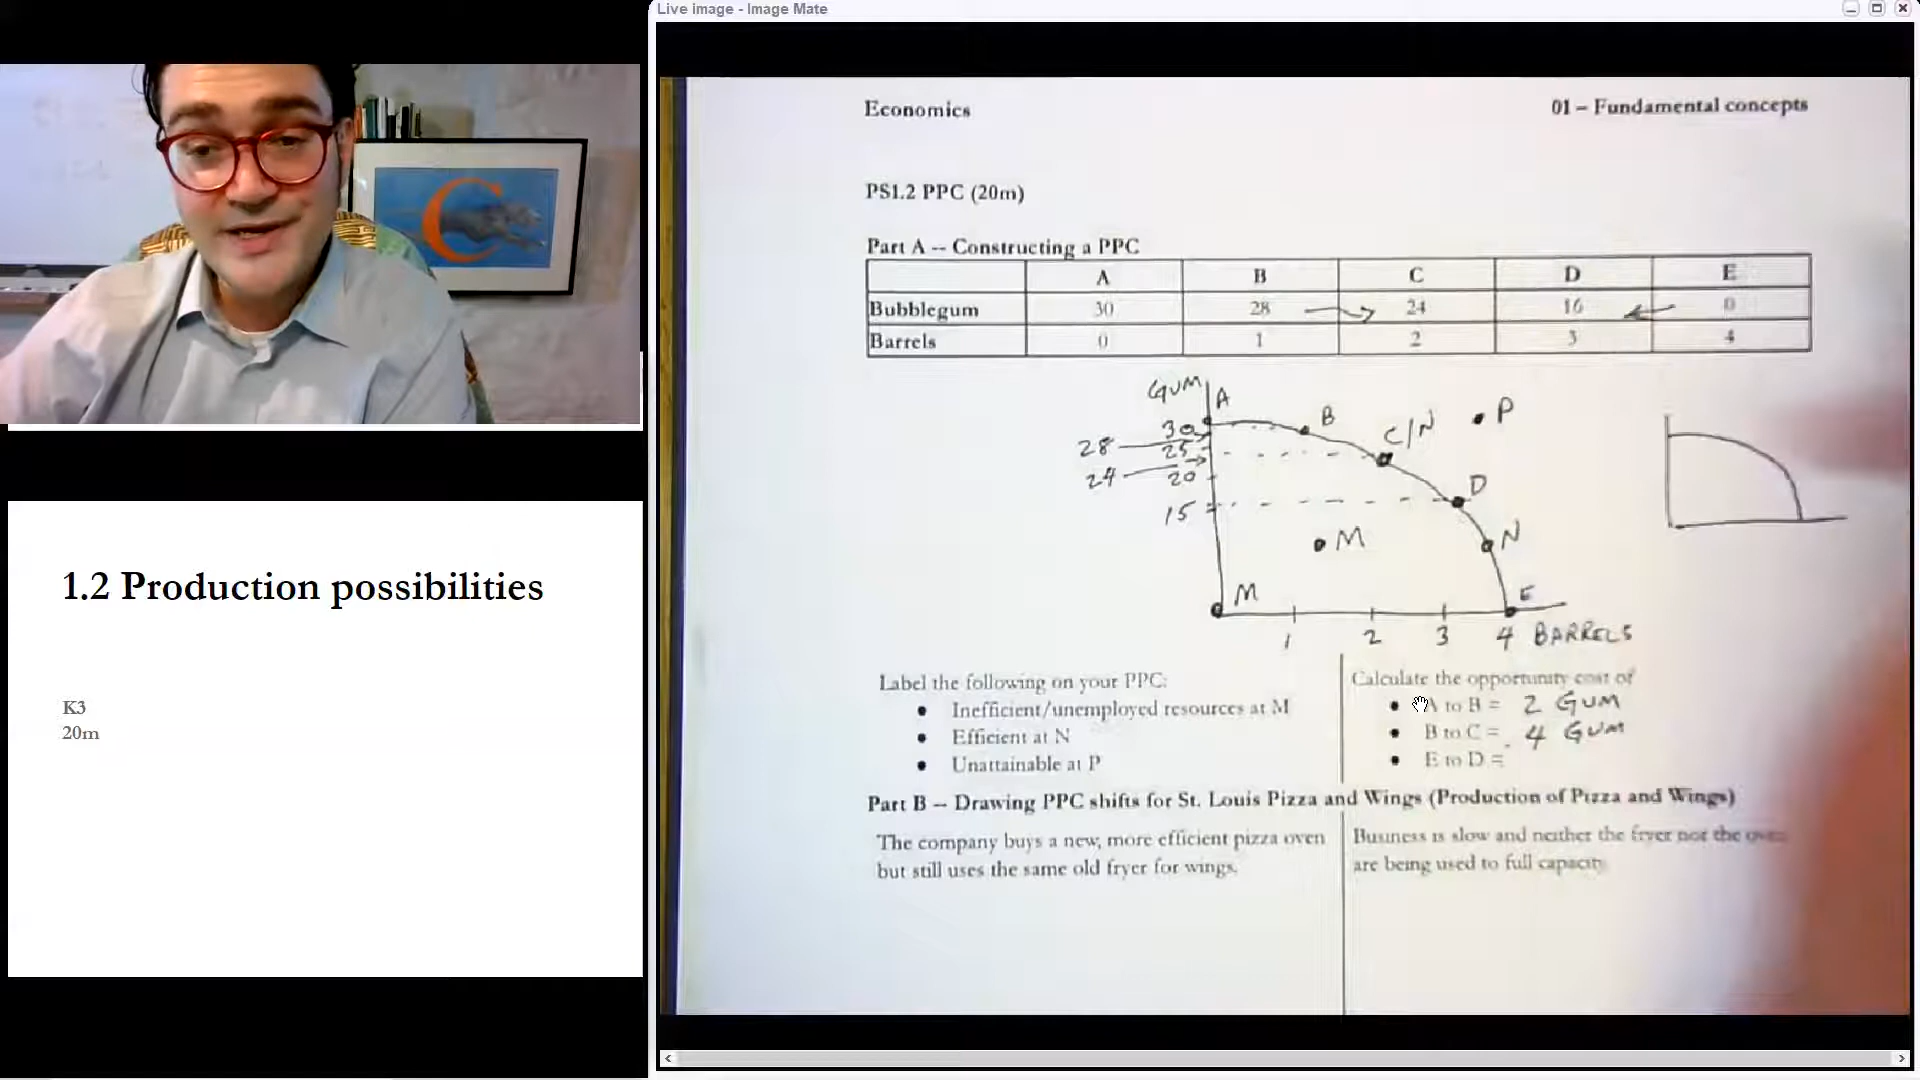 Live image - Image Mate
C
1.2 Production possibilities
K3
20m
Economics
01 – Fundamental concepts
PS1.2 PPC (20m)
Part A -- Constructing a PPC
A B C D E
Bubblegum 30 28 24 16 0
Barrels 0 1 2 3 4
GUM
A
30
28
25
24
20
15
B
C/N
P
D
M
N
M
E
1 2 3 4 BARRELS
Label the following on your PPC:
• Inefficient/unemployed resources at M
• Efficient at N
• Unattainable at P
Calculate the opportunity cost of
• A to B = 2 GUM
• B to C = 4 GUM
• E to D =
Part B – Drawing PPC shifts for St. Louis Pizza and Wings (Production of Pizza and Wings)
The company buys a new, more efficient pizza oven
but still uses the same old fryer for wings.
Business is slow and neither the fryer nor the oven
are being used to full capacity